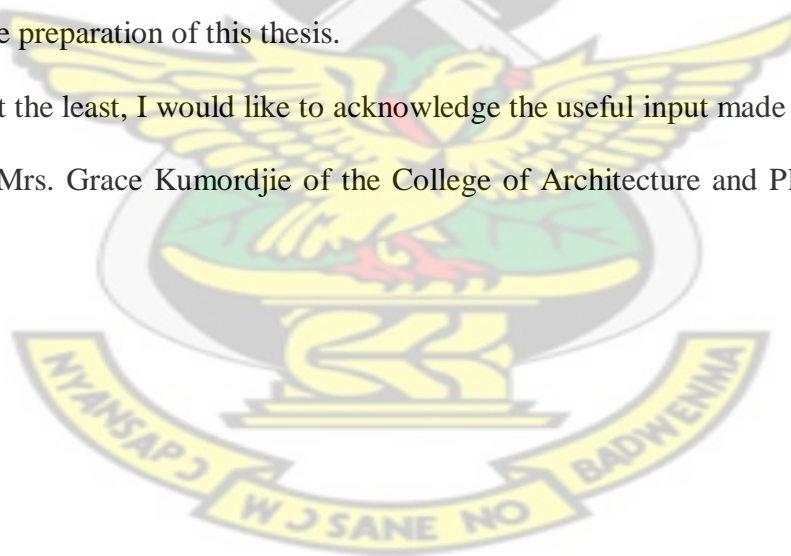 e preparation of this thesis.
t the least, I would like to acknowledge the useful input made
Mrs. Grace Kumordjie of the College of Architecture and Pl
NYANSAPƆ WƆSANE NO BADWENMA